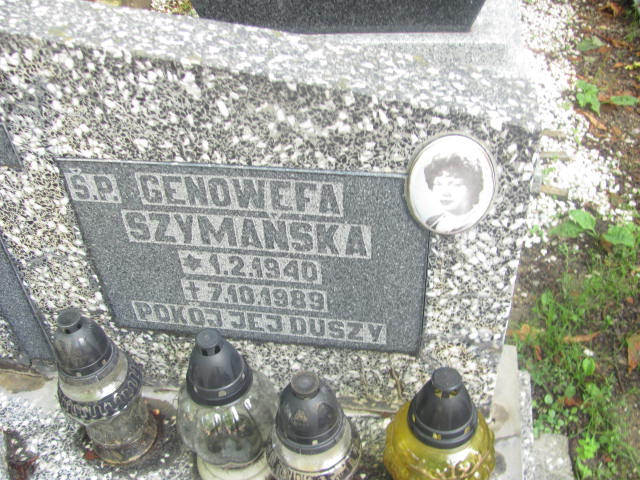 Ś.P. GENOWEFA
SZYMAŃSKA
* 1.2.1940
† 7.10.1989
POKÓJ JEJ DUSZY